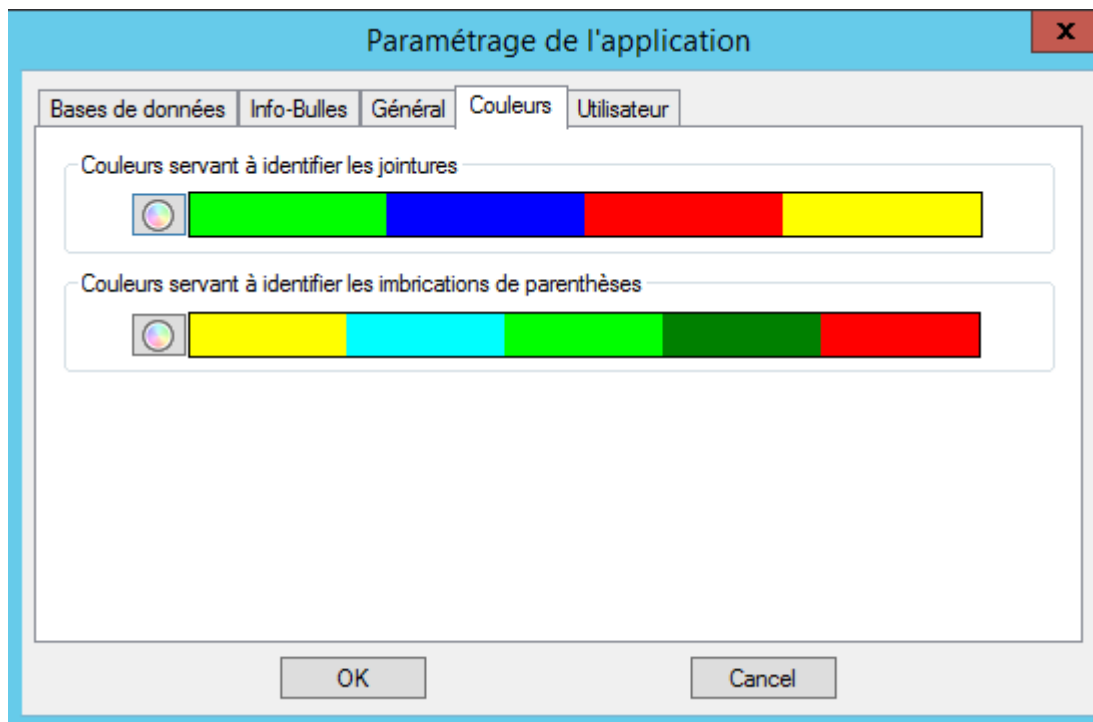 Paramétrage de l'application
x
Bases de données Info-Bulles Général Couleurs Utilisateur
Couleurs servant à identifier les jointures
Couleurs servant à identifier les imbrications de parenthèses
OK Cancel